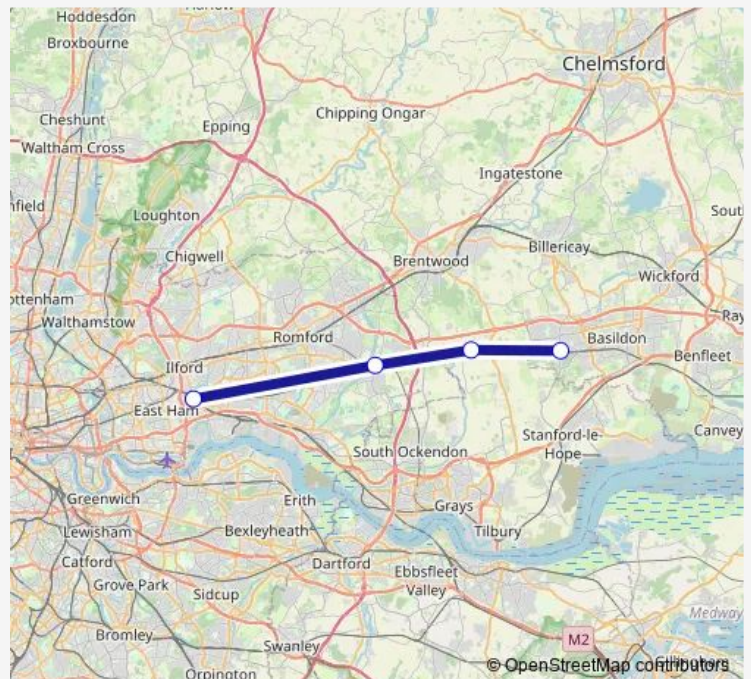 Hoddesdon
Broxbourne
Chelmsford
Cheshunt
Chipping Ongar
Epping
Waltham Cross
Ingatestone
nfield
Loughton
Sout
Chigwell
Billericay
Brentwood
Wickford
ottenham
Ray
Walthamstow
Romford
Basildon
Benfleet
Ilford
East Ham
Canvey
Stanford-le-
Hope
South Ockendon
Greenwich
Erith
Grays
Lewisham
Bexleyheath
Tilbury
Catford
Dartford
Ebbsfleet
Valley
Grove Park
Sidcup
Medway
Bromley
M2
Swanley
Gillingham
© OpenStreetMap contributors
Orpington